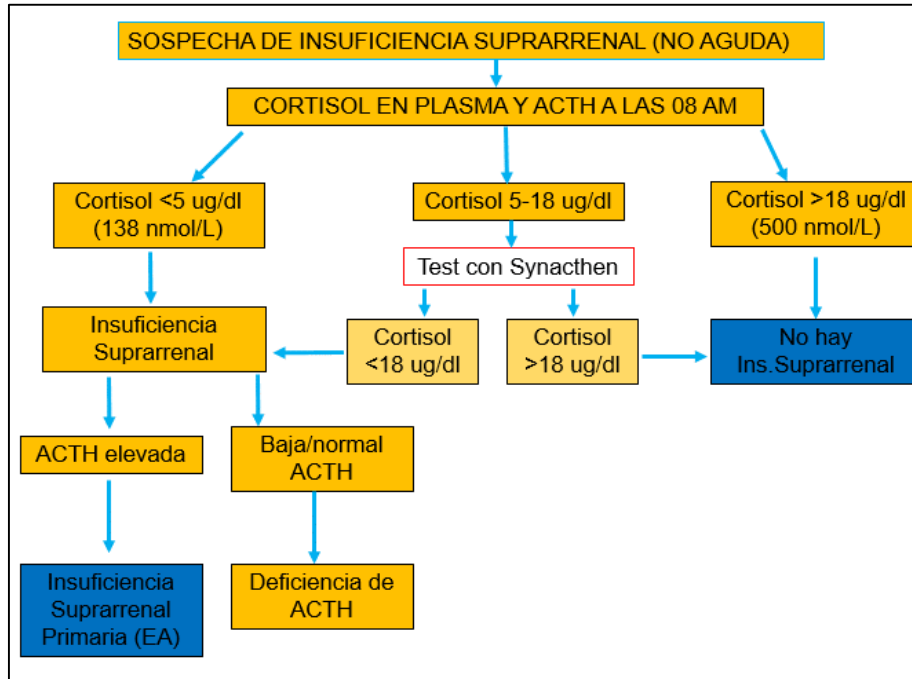 SOSPECHA DE INSUFICIENCIA SUPRARRENAL (NO AGUDA)
CORTISOL EN PLASMA Y ACTH A LAS 08 AM
Cortisol <5 ug/dl
(138 nmol/L)
Cortisol 5-18 ug/dl
Cortisol >18 ug/dl
(500 nmol/L)
Test con Synacthen
Insuficiencia
Suprarrenal
Cortisol
<18 ug/dl
Cortisol
>18 ug/dl
No hay
Ins.Suprarrenal
ACTH elevada
Baja/normal
ACTH
Insuficiencia
Suprarrenal
Primaria (EA)
Deficiencia de
ACTH